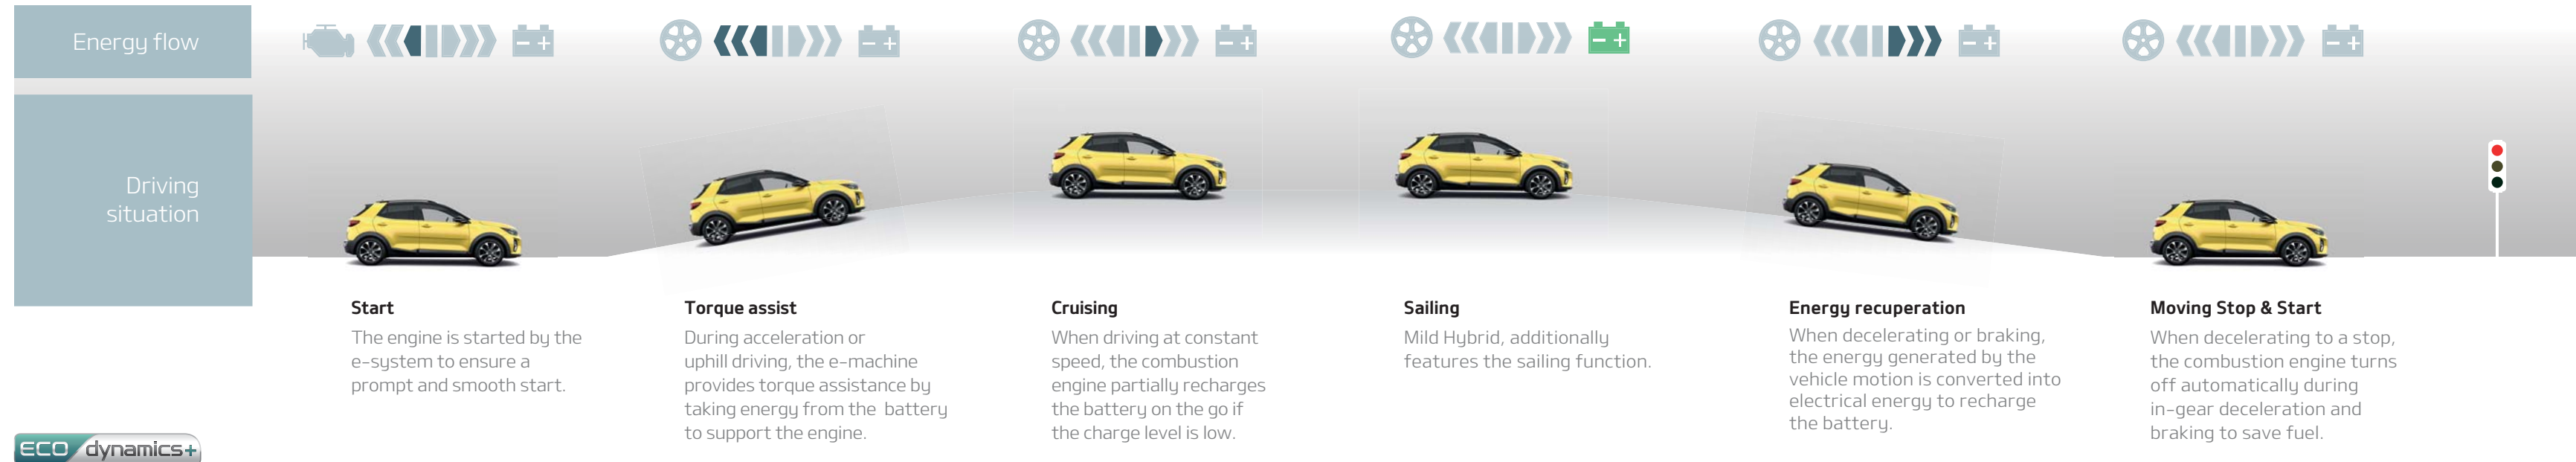 Energy flow
Driving
situation
Start
The engine is started by the
e-system to ensure a
prompt and smooth start.
Torque assist
During acceleration or
uphill driving, the e-machine
provides torque assistance by
taking energy from the battery
to support the engine.
Cruising
When driving at constant
speed, the combustion
engine partially recharges
the battery on the go if
the charge level is low.
Sailing
Mild Hybrid, additionally
features the sailing function.
Energy recuperation
When decelerating or braking,
the energy generated by the
vehicle motion is converted into
electrical energy to recharge
the battery.
Moving Stop & Start
When decelerating to a stop,
the combustion engine turns
off automatically during
in-gear deceleration and
braking to save fuel.
ECO dynamics+